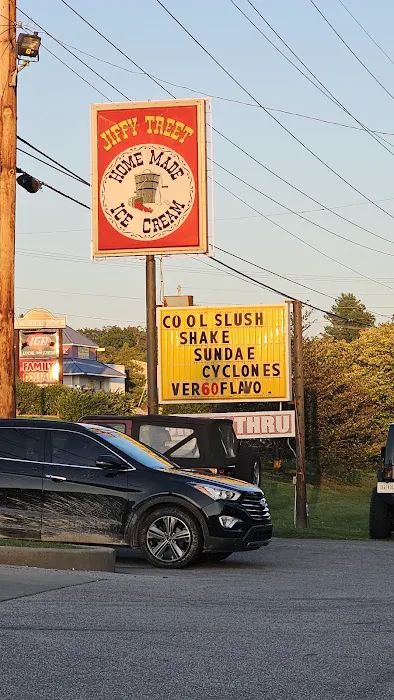 JIFFY TREET
HOME MADE
ICE CREAM
COOL SLUSH
SHAKE
SUNDAE
CYCLONES
VER60FLAVO
THRU
IGA
FAMILY